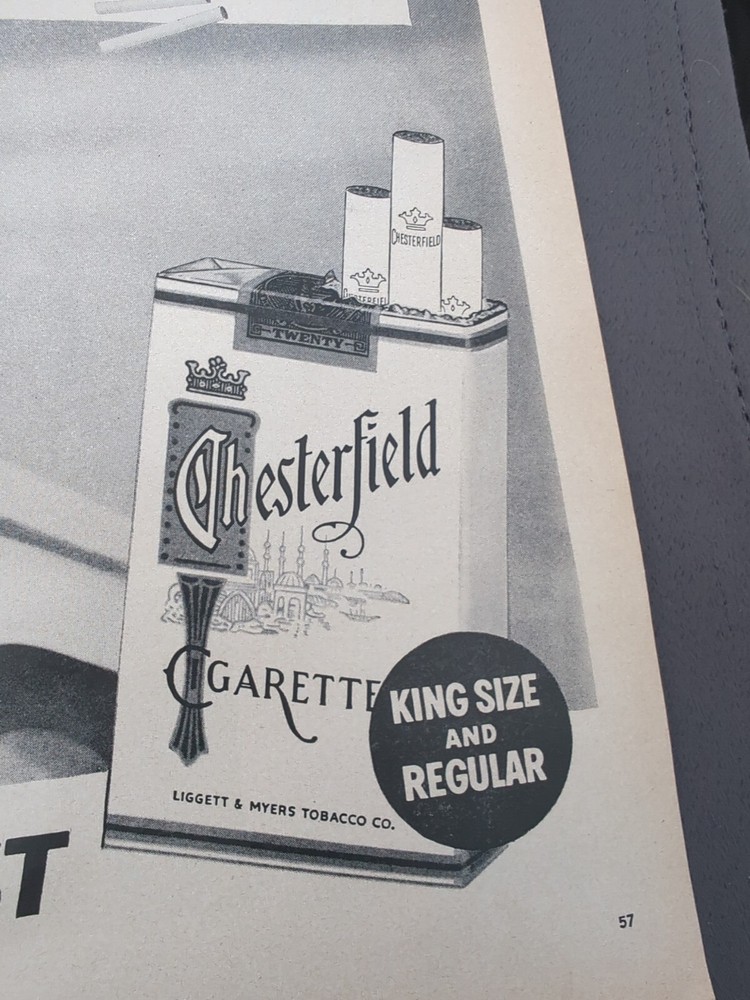 CHESTERFIELD
TWENTY
Chesterfield
CIGARETTE
KING SIZE
AND
REGULAR
LIGGETT & MYERS TOBACCO CO.
57